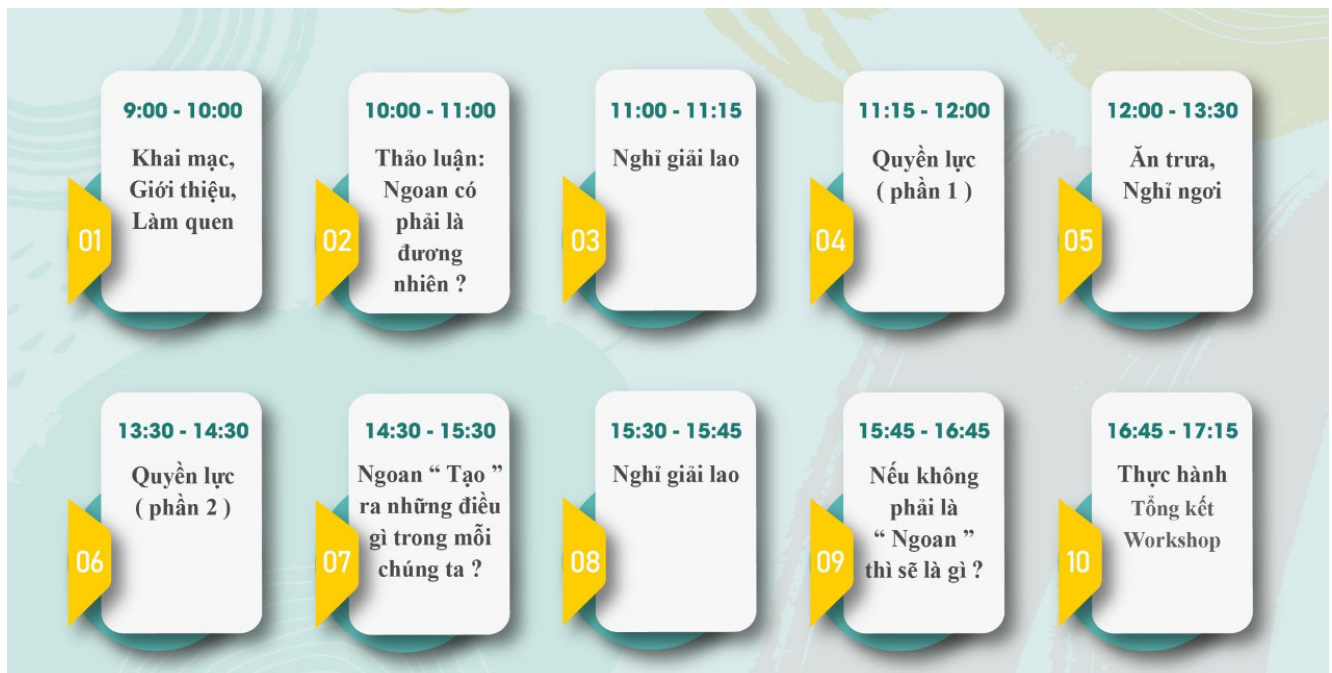 9:00 - 10:00
Khai mạc,
Giới thiệu,
Làm quen
01
10:00 - 11:00
Thảo luận:
Ngoan có
phải là
đương
nhiên ?
02
11:00 - 11:15
Nghỉ giải lao
03
11:15 - 12:00
Quyền lực
( phần 1 )
04
12:00 - 13:30
Ăn trưa,
Nghỉ ngơi
05
13:30 - 14:30
Quyền lực
( phần 2 )
06
14:30 - 15:30
Ngoan “ Tạo ”
ra những điều
gì trong mỗi
chúng ta ?
07
15:30 - 15:45
Nghỉ giải lao
08
15:45 - 16:45
Nếu không
phải là
“ Ngoan ”
thì sẽ là gì ?
09
16:45 - 17:15
Thực hành
Tổng kết
Workshop
10